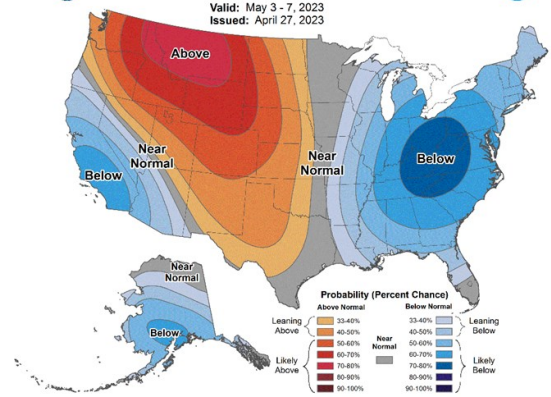 Valid: May 3 - 7, 2023
Issued: April 27, 2023
Above
Near
Normal
Near
Normal
Below
Below
Near
Normal
Below
Probability (Percent Chance)
Above Normal
Below Normal
Leaning
Above
33-40%
40-50%
Likely
Above
50-60%
60-70%
70-80%
80-90%
90-100%
Near
Normal
33-40%
40-50%
Leaning
Below
50-60%
60-70%
70-80%
80-90%
90-100%
Likely
Below